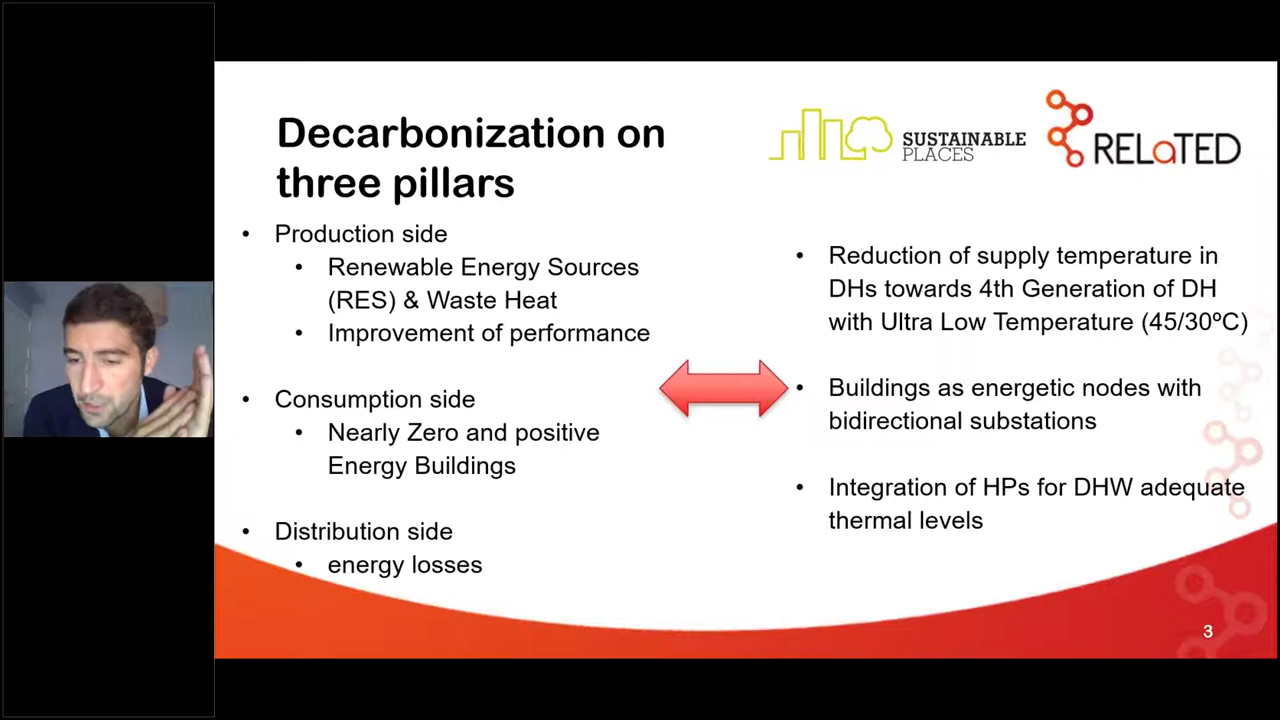 Decarbonization on
three pillars
SUSTAINABLE
PLACES
RELaTED
• Production side
• Renewable Energy Sources
(RES) & Waste Heat
• Improvement of performance
• Consumption side
• Nearly Zero and positive
Energy Buildings
• Distribution side
• energy losses
• Reduction of supply temperature in
DHs towards 4th Generation of DH
with Ultra Low Temperature (45/30ºC)
• Buildings as energetic nodes with
bidirectional substations
• Integration of HPs for DHW adequate
thermal levels
3